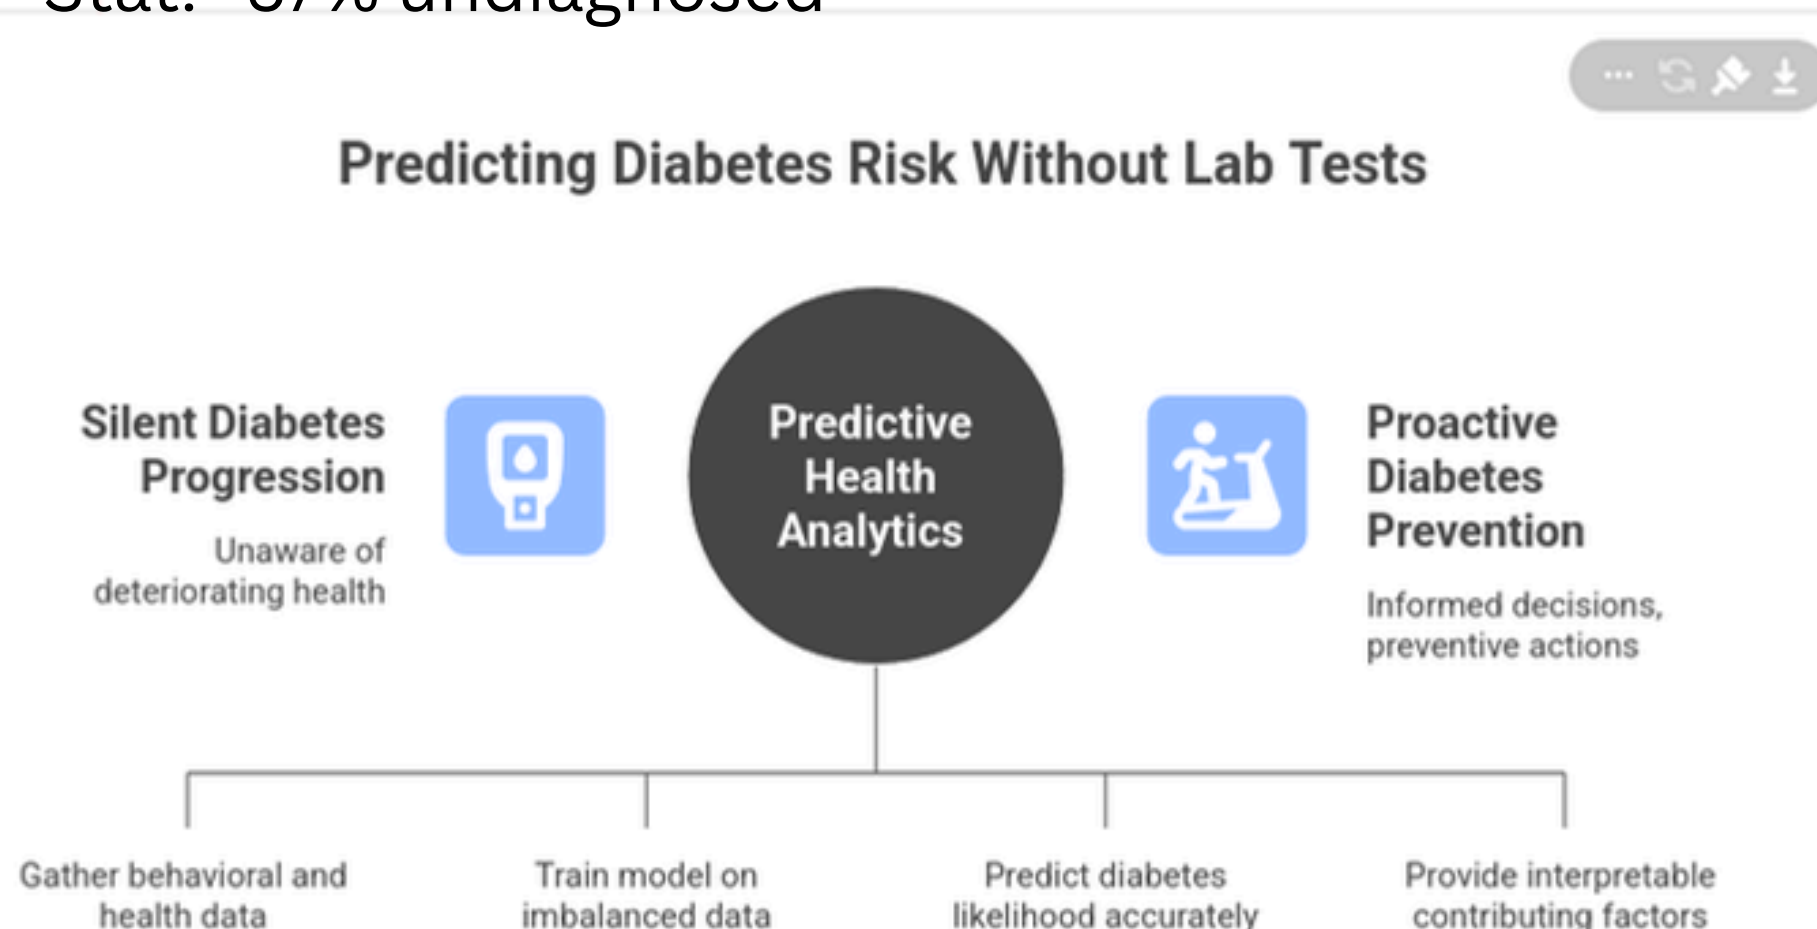 undiagnosed
Predicting Diabetes Risk Without Lab Tests
Silent Diabetes
Progression
Unaware of
deteriorating health
Predictive
Health
Analytics
Proactive
Diabetes
Prevention
Informed decisions,
preventive actions
Gather behavioral and
health data
Train model on
imbalanced data
Predict diabetes
likelihood accurately
Provide interpretable
contributing factors